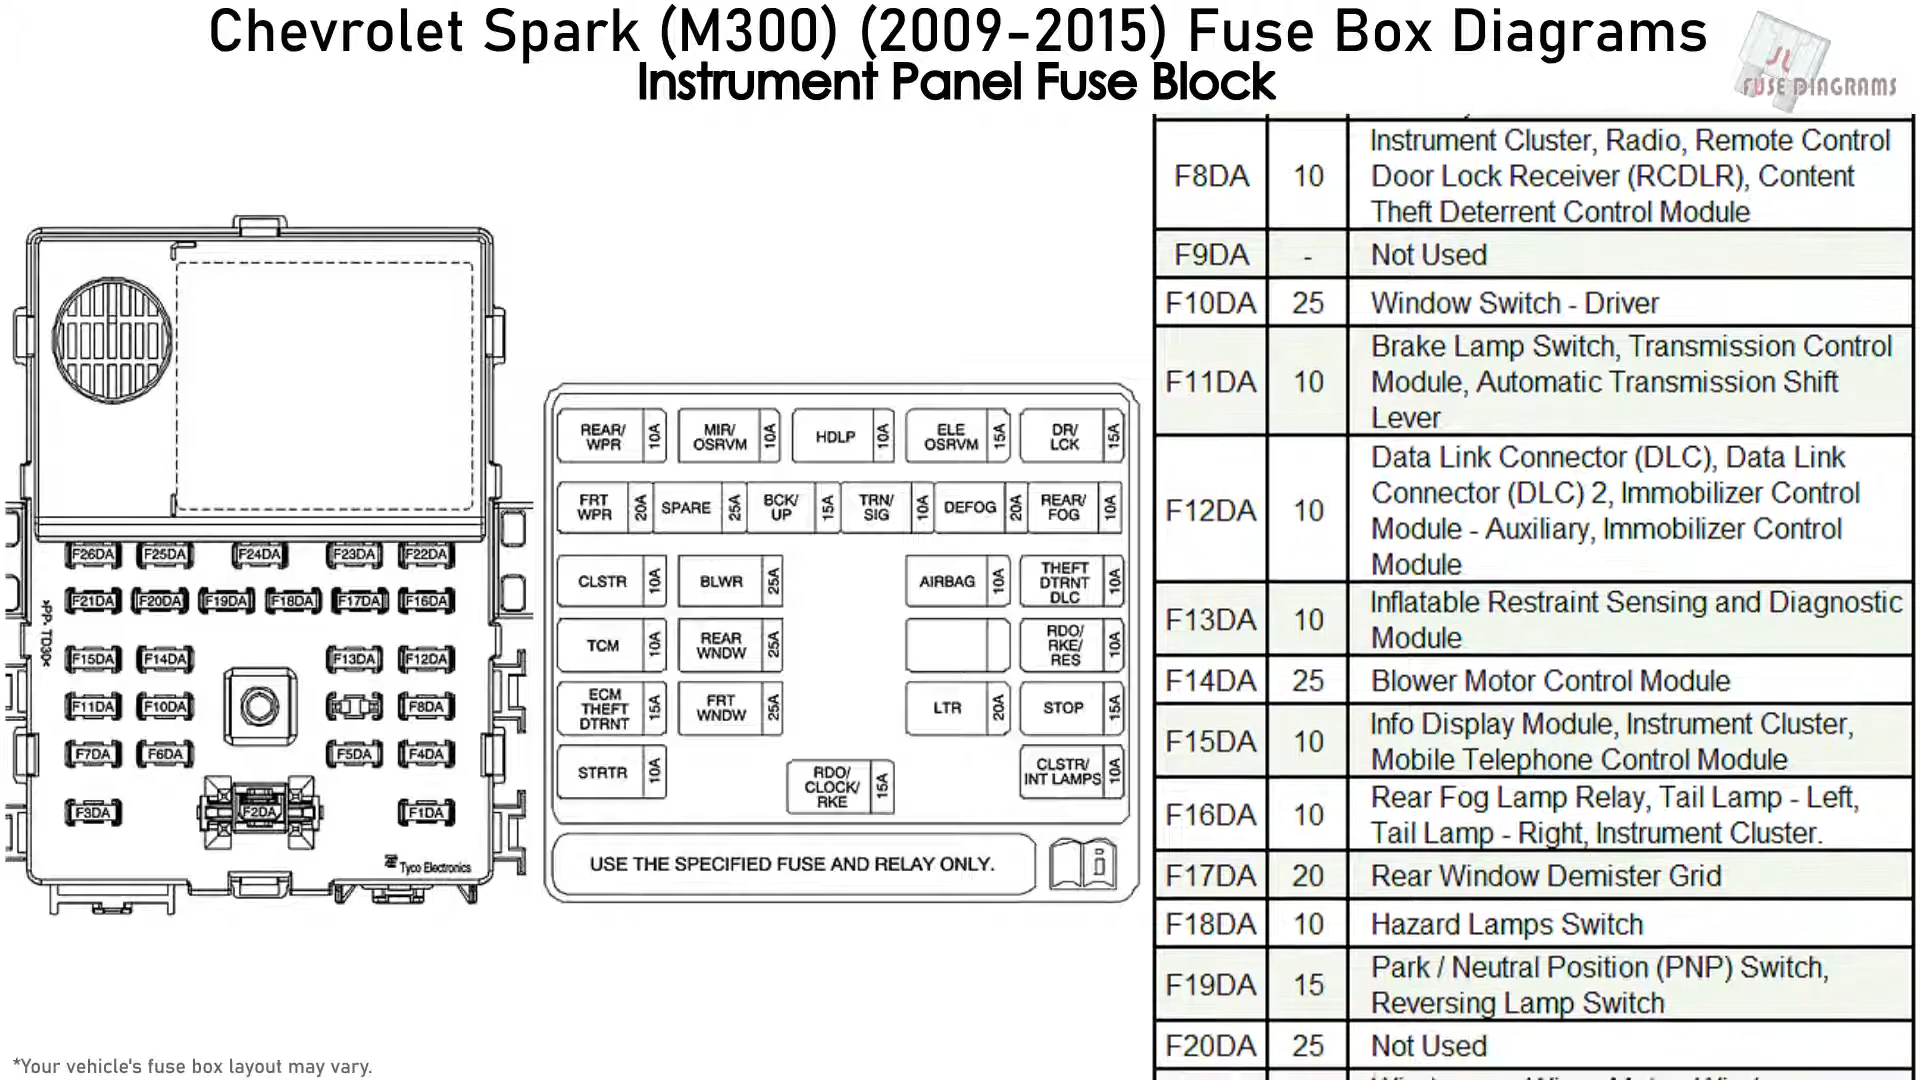 Chevrolet Spark (M300) (2009-2015) Fuse Box Diagrams
Instrument Panel Fuse Block
FUSE DIAGRAMS
F26DA F25DA F24DA F23DA F22DA
F21DA F20DA F19DA F18DA F17DA F16DA
>PP- TD30<
F15DA F14DA F13DA F12DA
F11DA F10DA F8DA
F7DA F6DA F5DA F4DA
F3DA F2DA F1DA
Tyco Electronics
REAR/
WPR 10A
MIR/
OSRVM 10A
HDLP 10A
ELE
OSRVM 15A
DR/
LCK 15A
FRT
WPR 20A
SPARE 25A
BCK/
UP 15A
TRN/
SIG 10A
DEFOG 20A
REAR/
FOG 10A
CLSTR 10A
BLWR 25A
AIRBAG 10A
THEFT
DTRNT
DLC 10A
TCM 10A
REAR
WNDW 25A
RDO/
RKE/
RES 10A
ECM
THEFT
DTRNT 15A
FRT
WNDW 25A
LTR 20A
STOP 15A
STRTR 10A
RDO/
CLOCK/
RKE 15A
CLSTR/
INT LAMPS 10A
USE THE SPECIFIED FUSE AND RELAY ONLY.
F8DA 10 Instrument Cluster, Radio, Remote Control
Door Lock Receiver (RCDLR), Content
Theft Deterrent Control Module
F9DA - Not Used
F10DA 25 Window Switch - Driver
F11DA 10 Brake Lamp Switch, Transmission Control
Module, Automatic Transmission Shift
Lever
F12DA 10 Data Link Connector (DLC), Data Link
Connector (DLC) 2, Immobilizer Control
Module - Auxiliary, Immobilizer Control
Module
F13DA 10 Inflatable Restraint Sensing and Diagnostic
Module
F14DA 25 Blower Motor Control Module
F15DA 10 Info Display Module, Instrument Cluster,
Mobile Telephone Control Module
F16DA 10 Rear Fog Lamp Relay, Tail Lamp - Left,
Tail Lamp - Right, Instrument Cluster.
F17DA 20 Rear Window Demister Grid
F18DA 10 Hazard Lamps Switch
F19DA 15 Park / Neutral Position (PNP) Switch,
Reversing Lamp Switch
F20DA 25 Not Used
*Your vehicle's fuse box layout may vary.